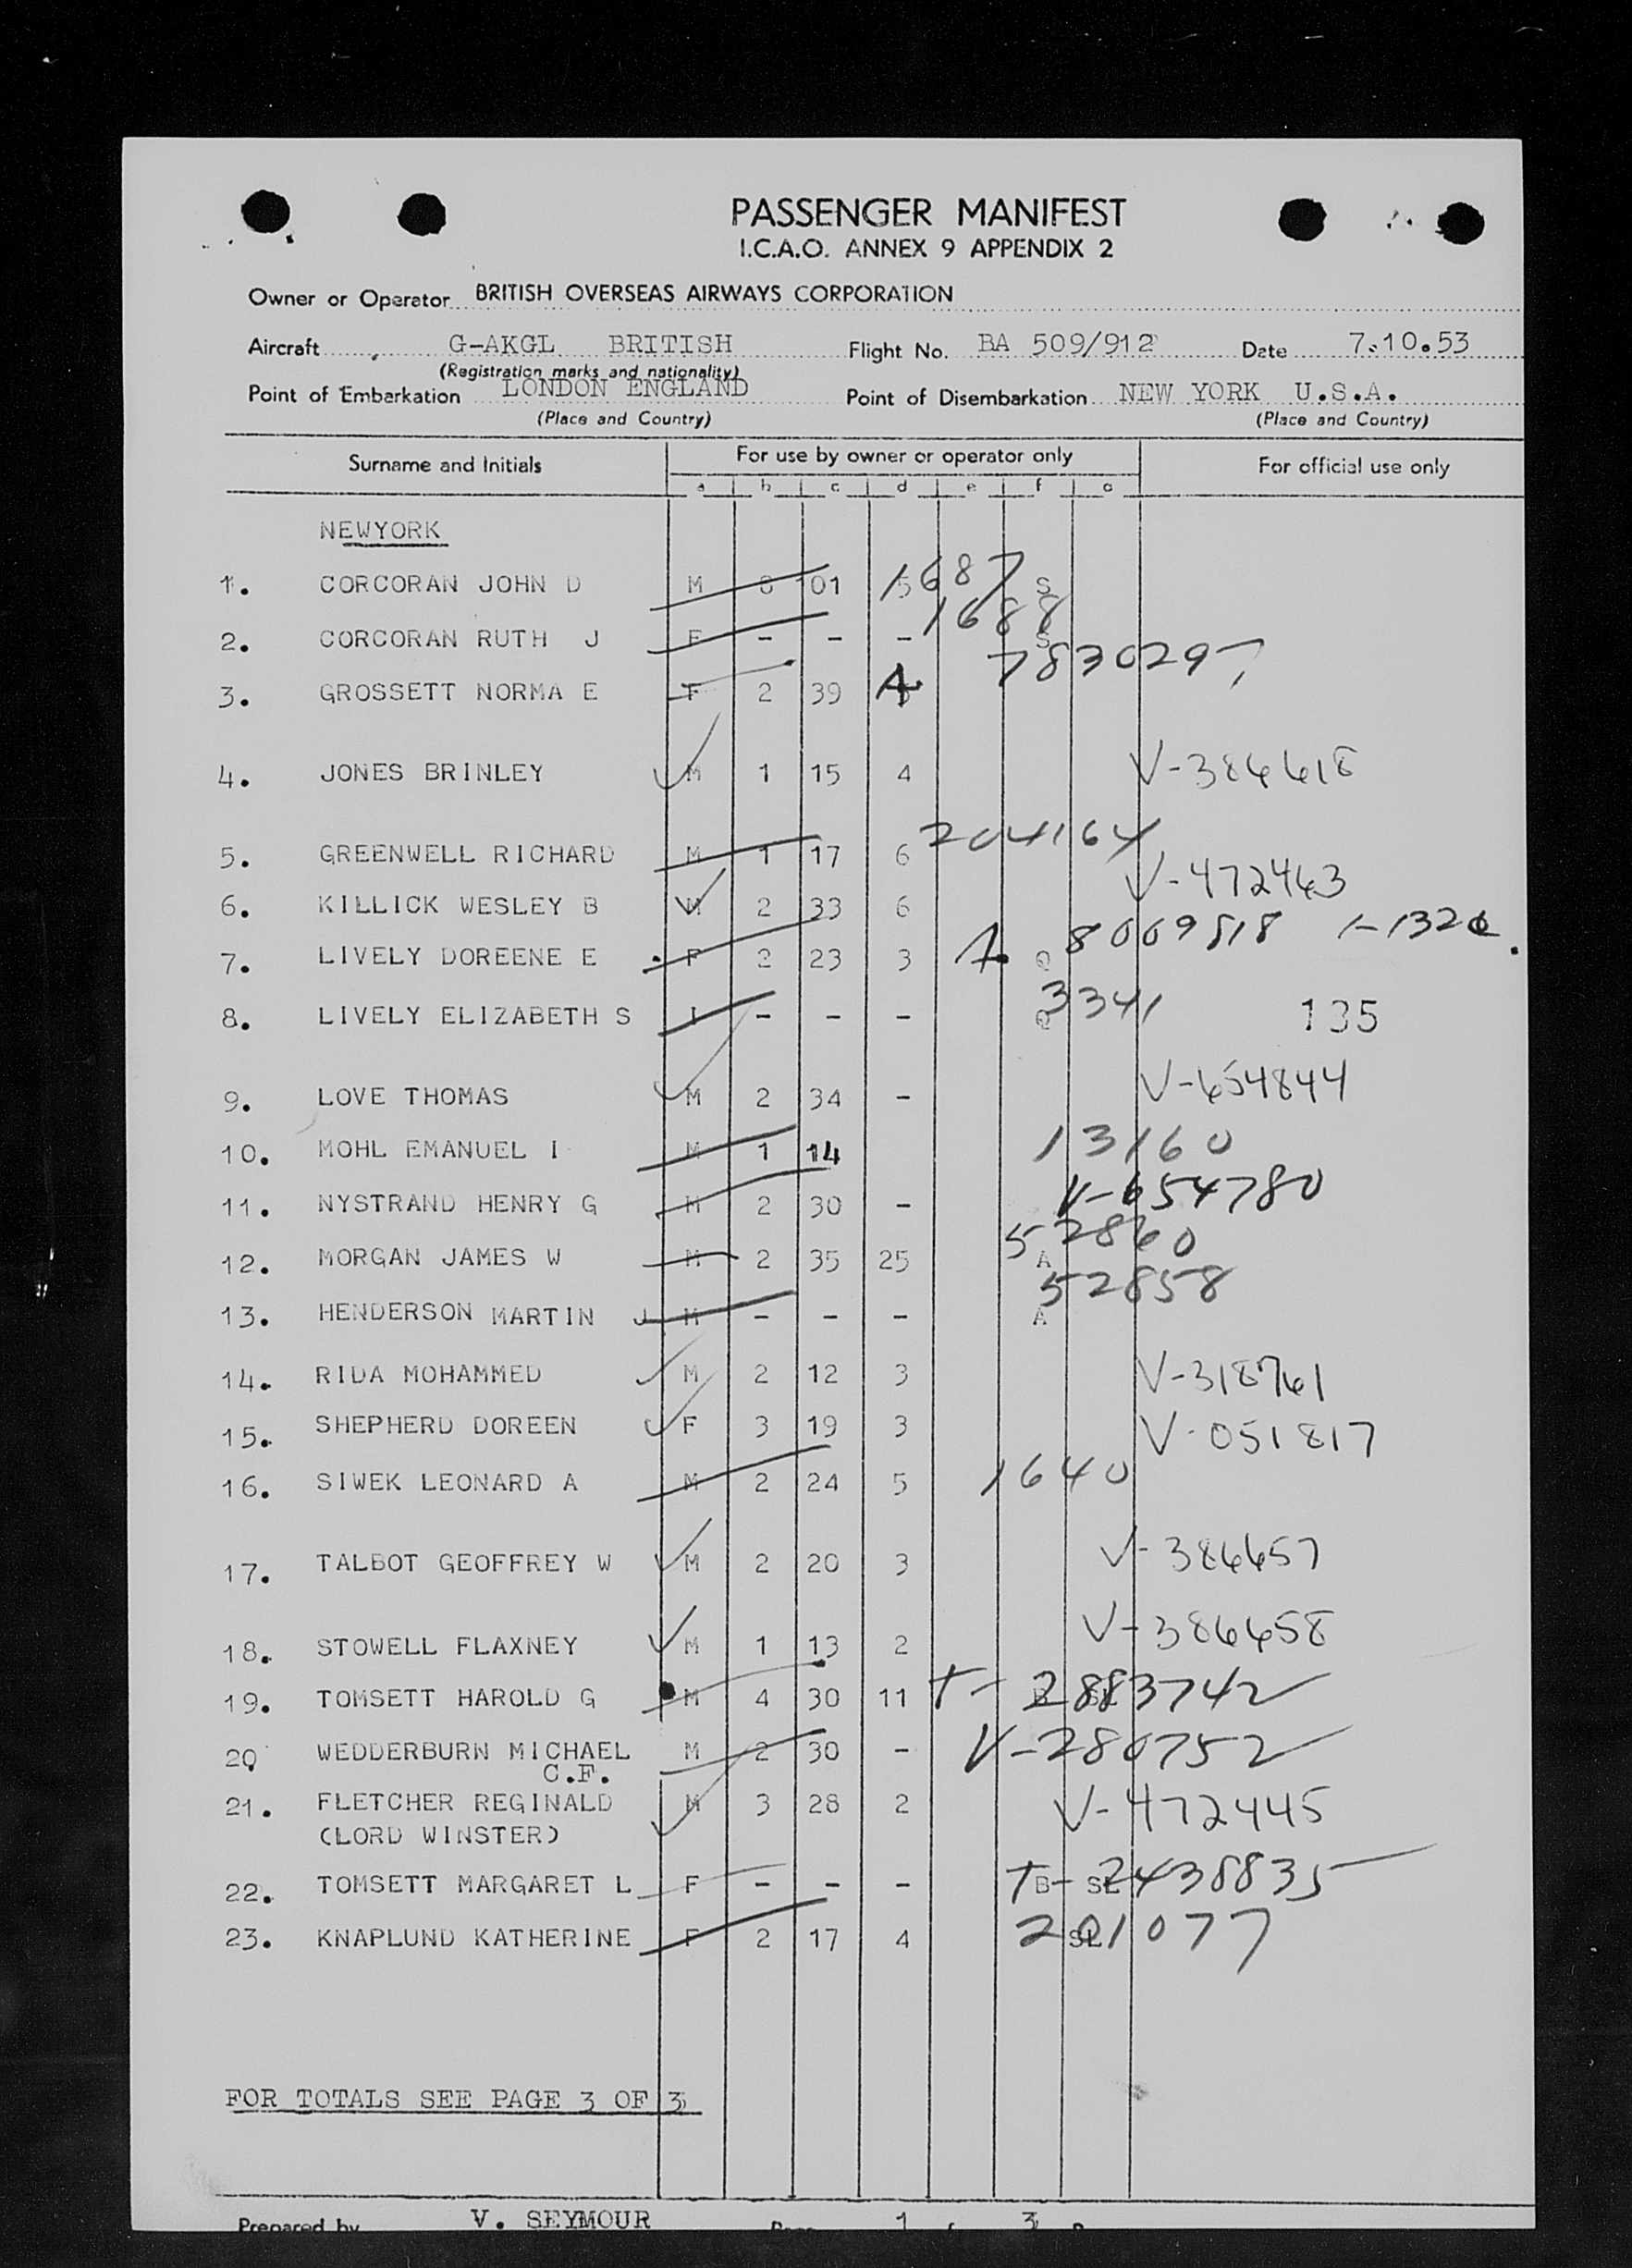 PASSENGER MANIFEST
I.C.A.O. ANNEX 9 APPENDIX 2
Owner or Operator BRITISH OVERSEAS AIRWAYS CORPORATION
Aircraft G-AKGL BRITISH Flight No. BA 509/912 Date 7.10.53
(Registration marks and nationality)
Point of Embarkation LONDON ENGLAND Point of Disembarkation NEW YORK U.S.A.
(Place and Country) (Place and Country)
Surname and Initials For use by owner or operator only For official use only
a b c d e f
NEWYORK
1. CORCORAN JOHN D M 01 5 1687 S
2. CORCORAN RUTH J F - - - 1688 S
3. GROSSETT NORMA E F 2 39 A. 7830297
4. JONES BRINLEY M 1 15 4 V-384618
5. GREENWELL RICHARD M 1 17 6 204164
6. KILLICK WESLEY B M 2 33 6 V-472463
7. LIVELY DOREENE E F 2 23 3 A. Q 8009818
8. LIVELY ELIZABETH S I - - - Q 3341 135
9. LOVE THOMAS M 2 34 - V-654844
10. MOHL EMANUEL I M 1 14 13160
11. NYSTRAND HENRY G M 2 30 - V-654780
12. MORGAN JAMES W M 2 35 25 A 52860
13. HENDERSON MARTIN J M - - - A 52858
14. RIDA MOHAMMED M 2 12 3 V-318761
15. SHEPHERD DOREEN F 3 19 3 V-051817
16. SIWEK LEONARD A M 2 24 5 1640
17. TALBOT GEOFFREY W M 2 20 3 V-386657
18. STOWELL FLAXNEY M 1 13 2 V-386658
19. TOMSETT HAROLD G M 4 30 11 T-2883742
20 WEDDERBURN MICHAEL M 2 30 - V-280752
C.F.
21. FLETCHER REGINALD M 3 28 2 V-472445
(LORD WINSTER)
22. TOMSETT MARGARET L F - - - B SL T-2438835
23. KNAPLUND KATHERINE F 2 17 4 SL 201077
FOR TOTALS SEE PAGE 3 OF 3
Prepared by V. SEYMOUR 1 3